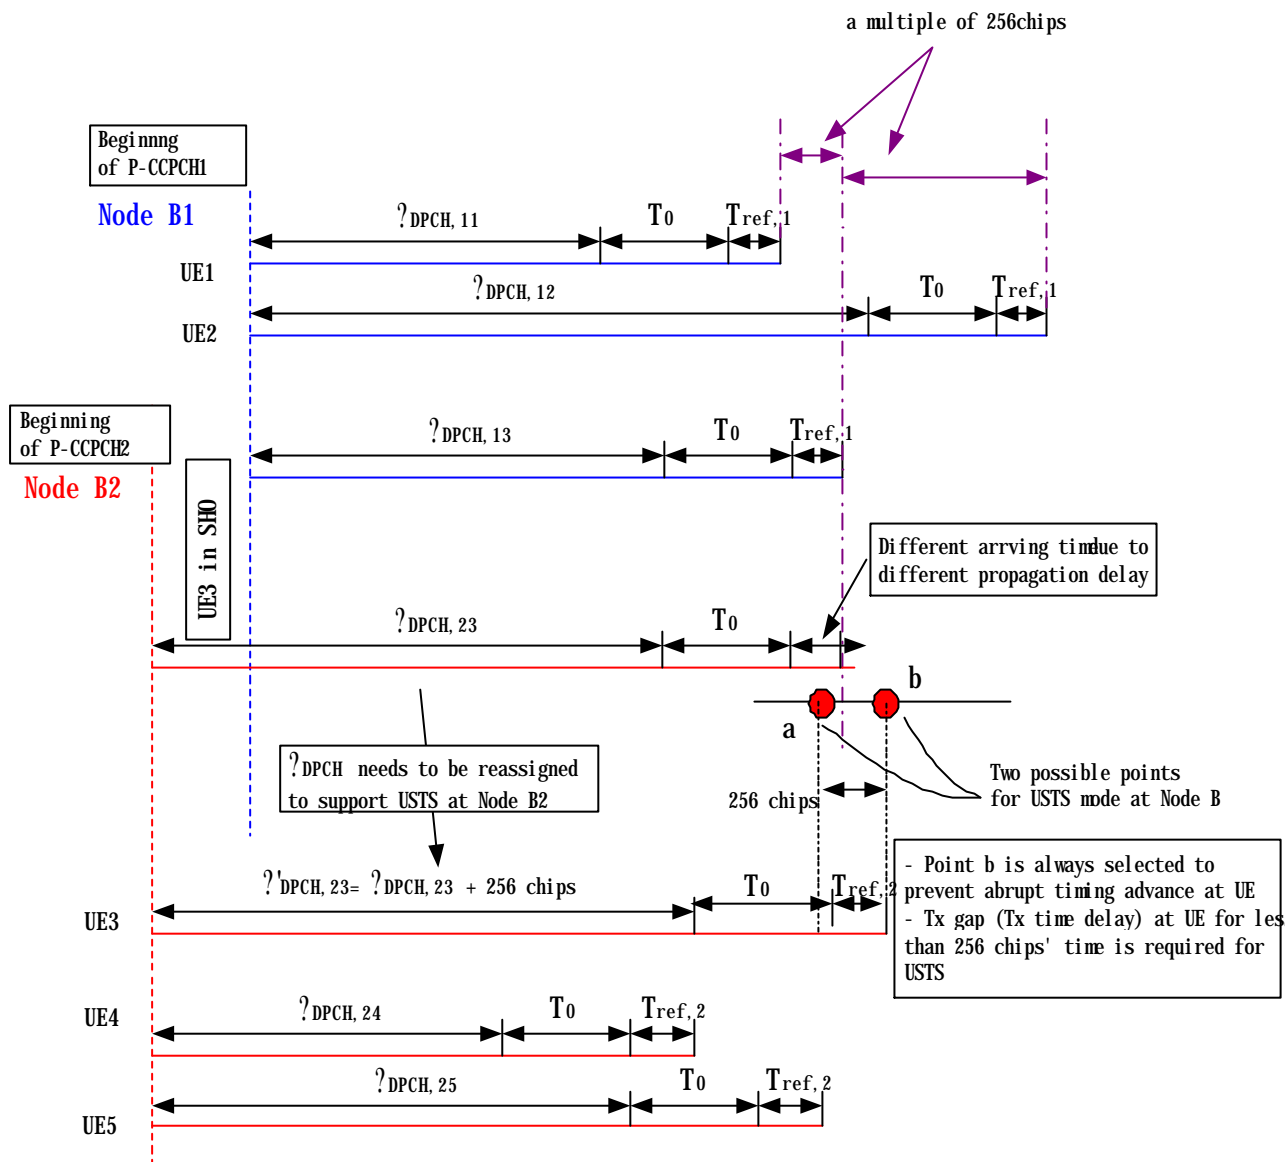 a multiple of 256chips
Beginnng
of P-CCPCH1
Node B1
?DPCH, 11
T0
Tref, 1
UE1
?DPCH, 12
T0
Tref, 1
UE2
Beginning
of P-CCPCH2
Node B2
?DPCH, 13
T0
Tref, 1
UE3 in SHO
Different arrving timedue to
different propagation delay
?DPCH, 23
T0
b
a
?DPCH needs to be reassigned
to support USTS at Node B2
256 chips
Two possible points
for USTS mode at Node B
?'DPCH, 23= ?DPCH, 23 + 256 chips
T0
Tref, 2
UE3
- Point b is always selected to
prevent abrupt timing advance at UE
- Tx gap (Tx time delay) at UE for les
than 256 chips' time is required for
USTS
UE4
?DPCH, 24
T0
Tref, 2
?DPCH, 25
T0
Tref, 2
UE5